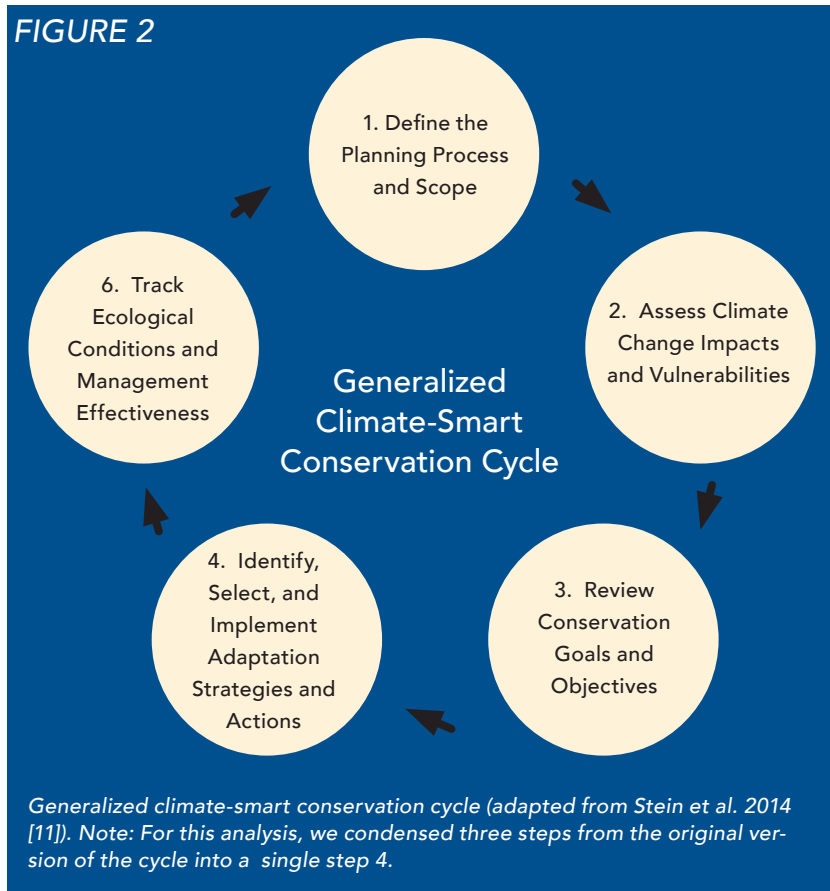 FIGURE 2
1. Define the
Planning Process
and Scope
2. Assess Climate
Change Impacts
and Vulnerabilities
3. Review
Conservation
Goals and
Objectives
4. Identify,
Select, and
Implement
Adaptation
Strategies and
Actions
6. Track
Ecological
Conditions and
Management
Effectiveness
Generalized
Climate-Smart
Conservation Cycle
Generalized climate-smart conservation cycle (adapted from Stein et al. 2014
[11]). Note: For this analysis, we condensed three steps from the original ver-
sion of the cycle into a single step 4.